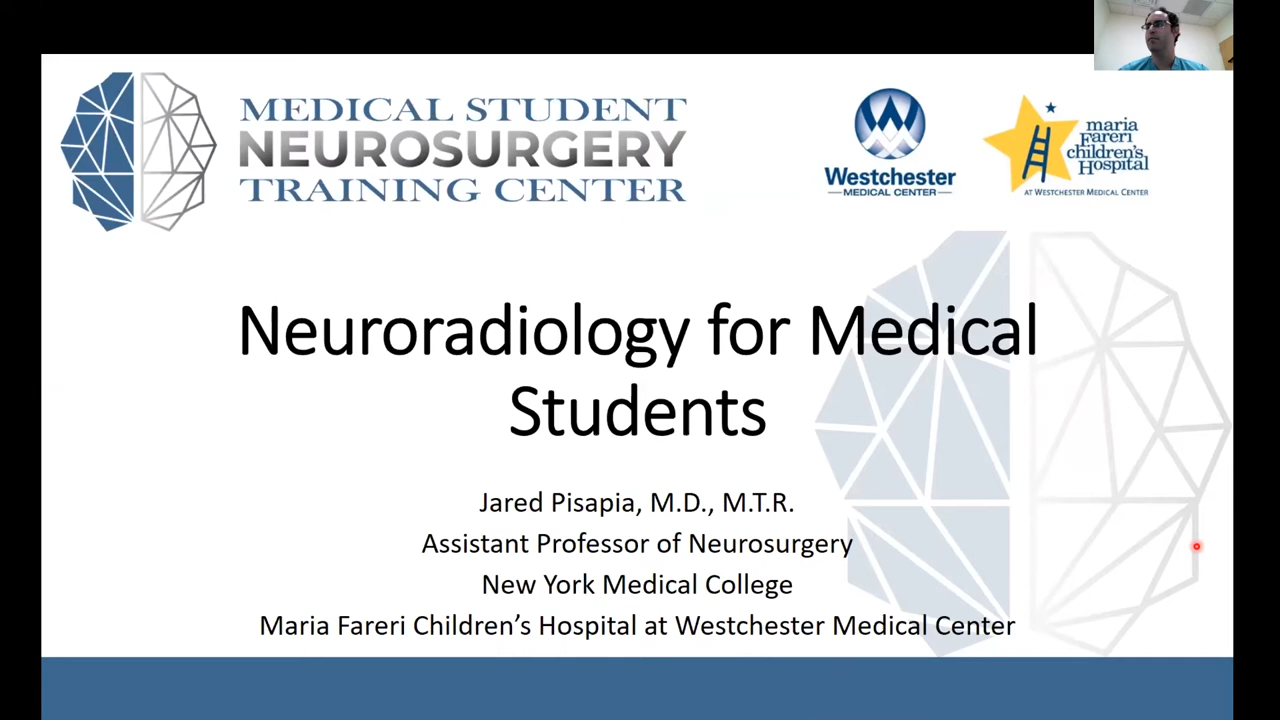 MEDICAL STUDENT
NEUROSURGERY
TRAINING CENTER
Westchester
MEDICAL CENTER
maria
Fareri
children's
Hospital
AT WESTCHESTER MEDICAL CENTER
Neuroradiology for Medical
Students
Jared Pisapia, M.D., M.T.R.
Assistant Professor of Neurosurgery
New York Medical College
Maria Fareri Children’s Hospital at Westchester Medical Center